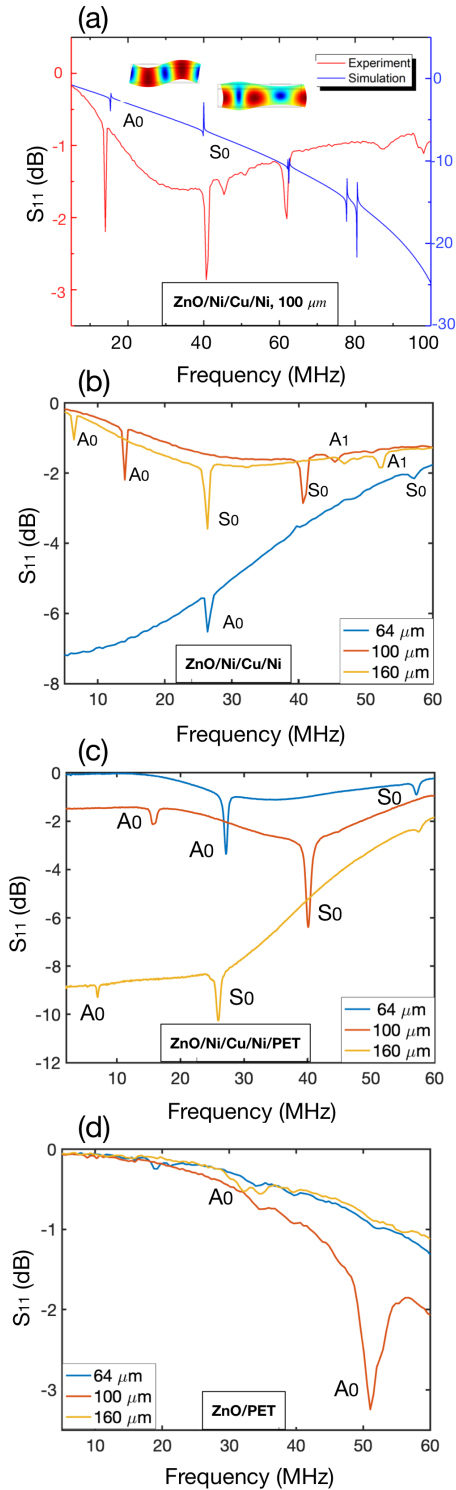 (a)
Experiment
Simulation
0
-1
-2
-3
0
-10
-20
-30
A0
S0
S11 (dB)
ZnO/Ni/Cu/Ni, 100 μm
20 40 60 80 100
Frequency (MHz)
(b)
0
-2
-4
-6
-8
A0
A0
S0
A1
S0
A1
S0
A0
S11 (dB)
64 μm
100 μm
160 μm
ZnO/Ni/Cu/Ni
10 20 30 40 50 60
Frequency (MHz)
(c)
0
-2
-4
-6
-8
-10
-12
A0
A0
S0
S0
A0
S0
S11 (dB)
64 μm
100 μm
160 μm
ZnO/Ni/Cu/Ni/PET
10 20 30 40 50 60
Frequency (MHz)
(d)
0
-1
-2
-3
A0
A0
S11 (dB)
64 μm
100 μm
160 μm
ZnO/PET
10 20 30 40 50 60
Frequency (MHz)